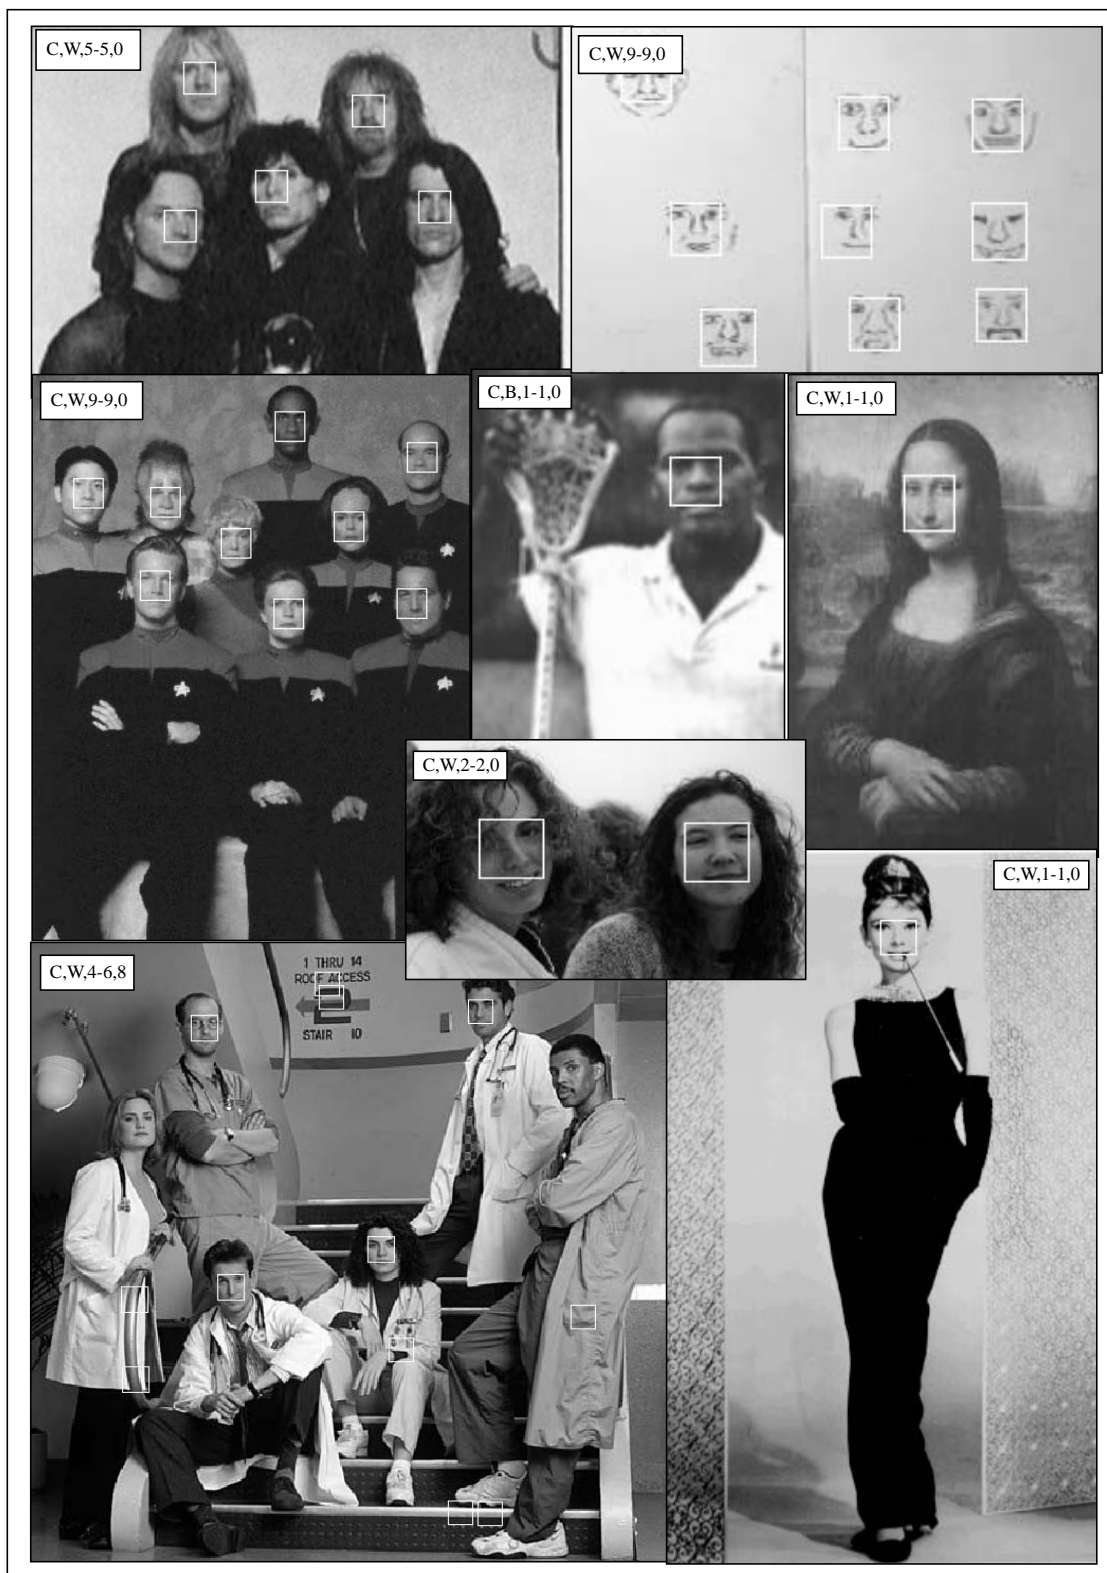 C,W,5-5,0
C,W,9-9,0
C,W,9-9,0
C,B,1-1,0
C,W,1-1,0
C,W,2-2,0
C,W,1-1,0
C,W,4-6,8
1 THRU 14
ROOF ACCESS
STAIR 10